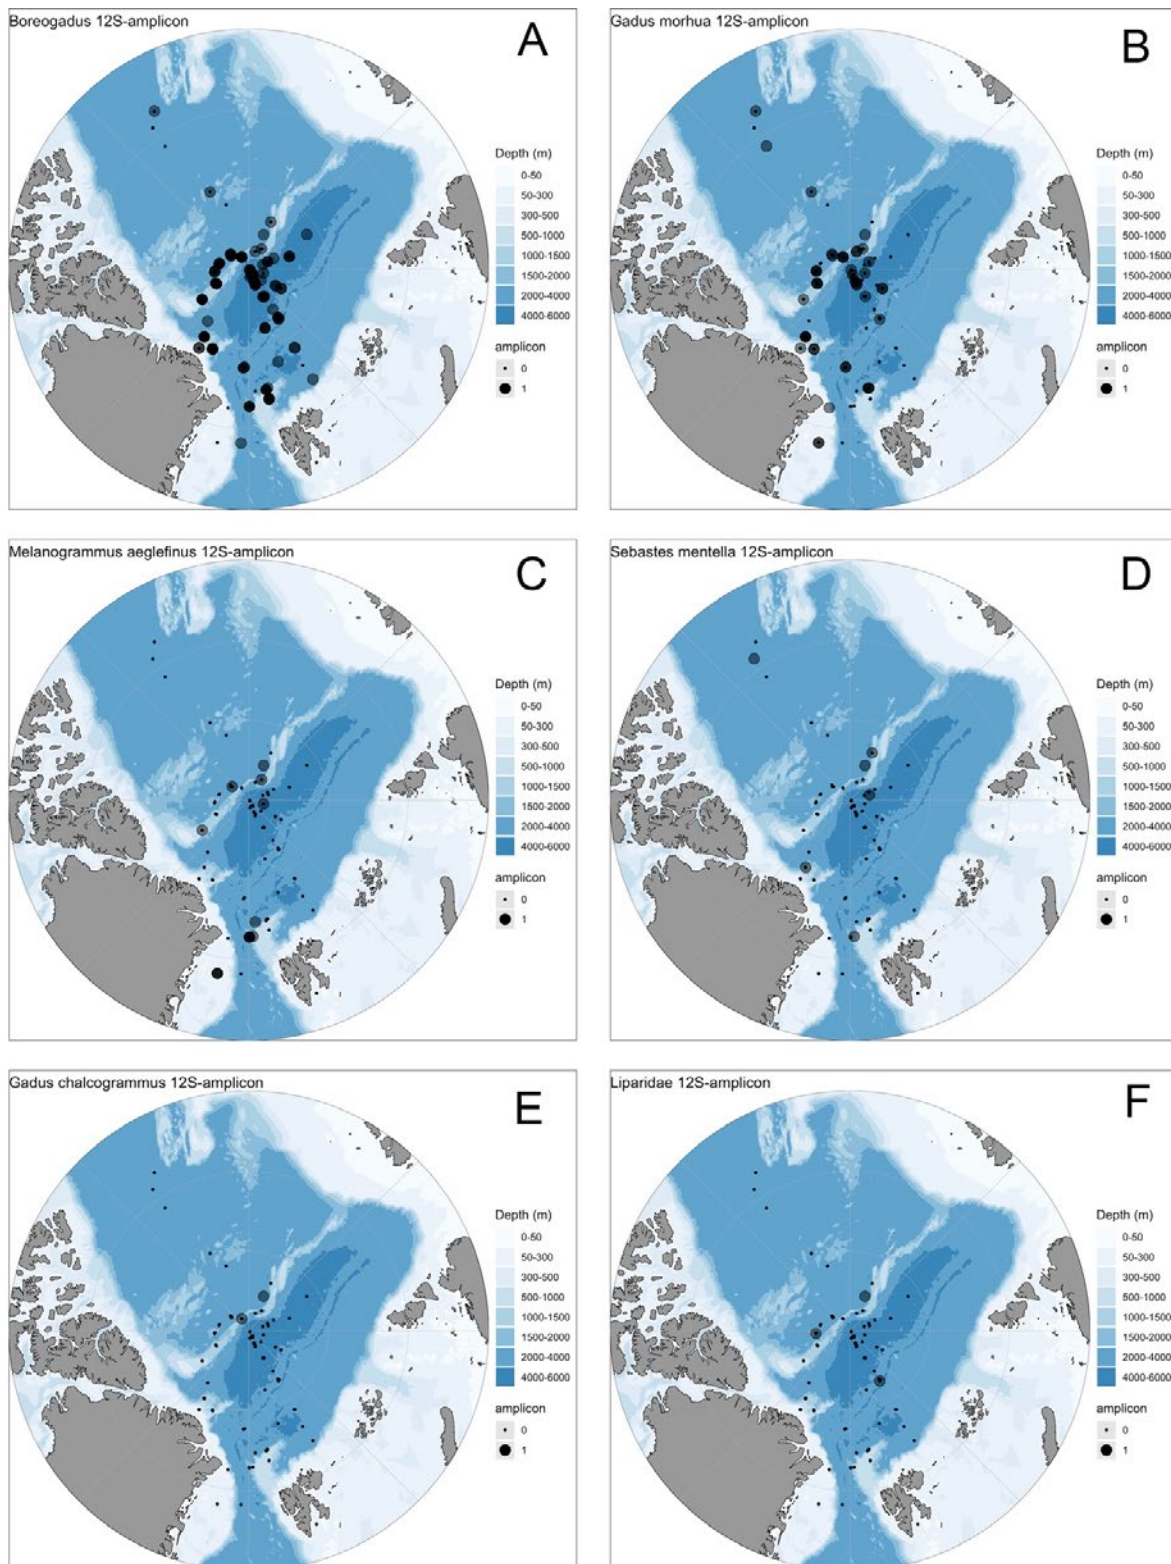 Boreogadus 12S-amplicon
A
Depth (m)
0-50
50-300
300-500
500-1000
1000-1500
1500-2000
2000-4000
4000-6000
amplicon
0
1
Gadus morhua 12S-amplicon
B
Depth (m)
0-50
50-300
300-500
500-1000
1000-1500
1500-2000
2000-4000
4000-6000
amplicon
0
1
Melanogrammus aeglefinus 12S-amplicon
C
Depth (m)
0-50
50-300
300-500
500-1000
1000-1500
1500-2000
2000-4000
4000-6000
amplicon
0
1
Sebastes mentella 12S-amplicon
D
Depth (m)
0-50
50-300
300-500
500-1000
1000-1500
1500-2000
2000-4000
4000-6000
amplicon
0
1
Gadus chalcogrammus 12S-amplicon
E
Depth (m)
0-50
50-300
300-500
500-1000
1000-1500
1500-2000
2000-4000
4000-6000
amplicon
0
1
Liparidae 12S-amplicon
F
Depth (m)
0-50
50-300
300-500
500-1000
1000-1500
1500-2000
2000-4000
4000-6000
amplicon
0
1